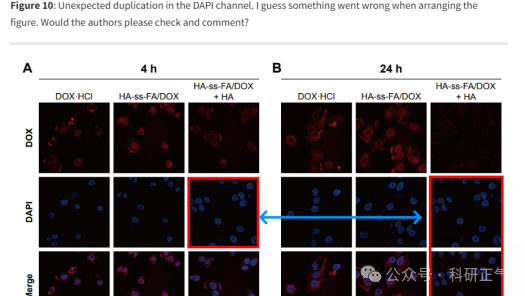 Figure 10: Unexpected duplication in the DAPI channel. I guess something went wrong when arranging the
figure. Would the authors please check and comment?
A 4 h B 24 h
DOX·HCl HA-ss-FA/DOX HA-ss-FA/DOX + HA DOX·HCl HA-ss-FA/DOX HA-ss-FA/DOX + HA
DOX
DAPI
Merge
公众号 · 科研正气